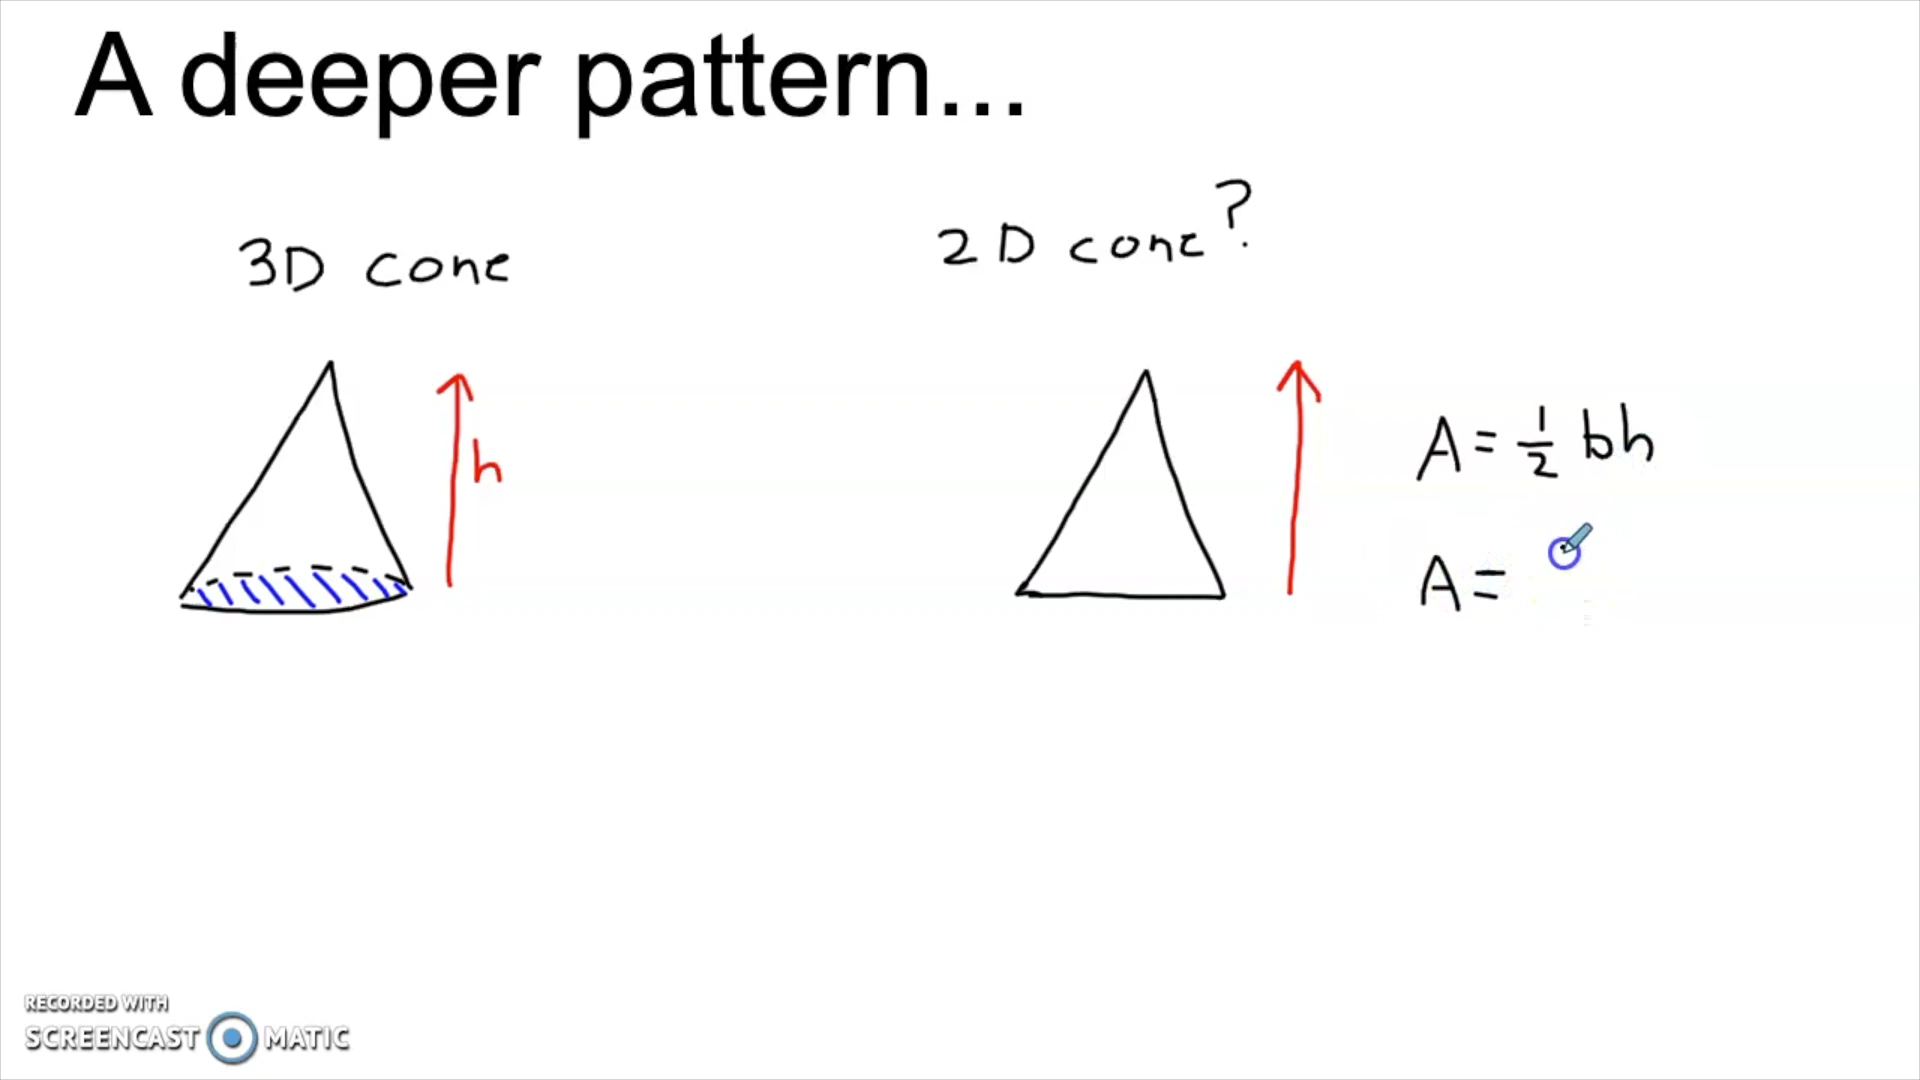 A deeper pattern...
3D cone
2D cone?
h
A = 1/2 bh
A =
RECORDED WITH
SCREENCAST MATIC